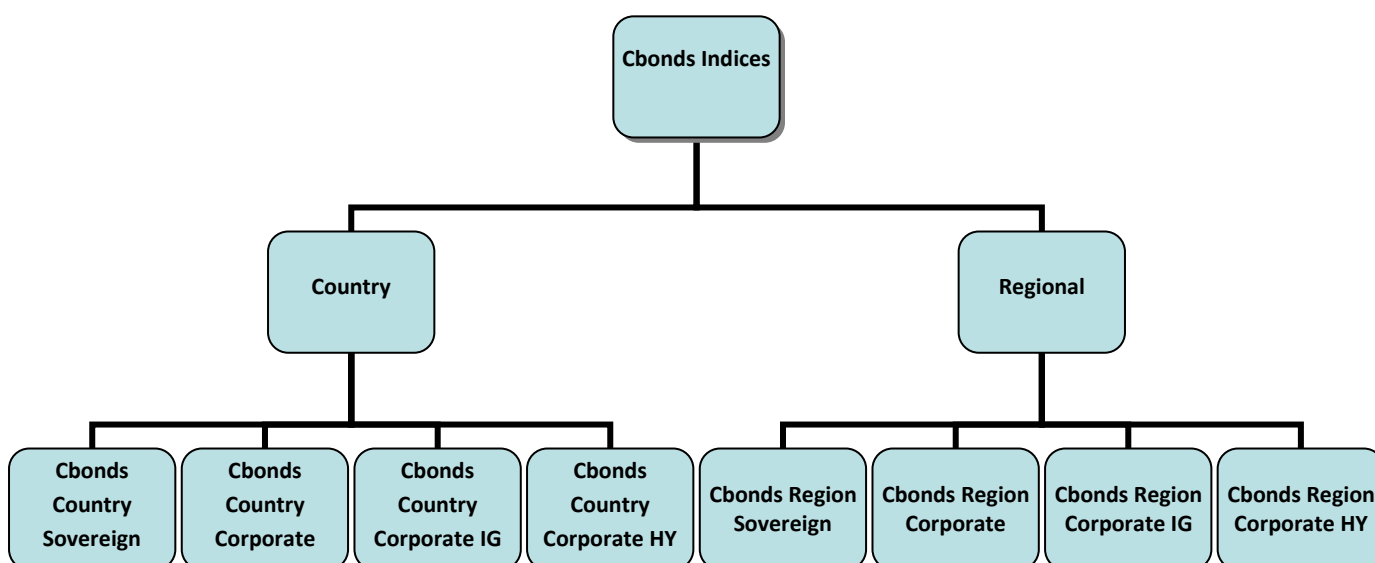 Cbonds Indices
Country
Regional
Cbonds
Country
Sovereign
Cbonds
Country
Corporate
Cbonds
Country
Corporate IG
Cbonds
Country
Corporate HY
Cbonds Region
Sovereign
Cbonds Region
Corporate
Cbonds Region
Corporate IG
Cbonds Region
Corporate HY